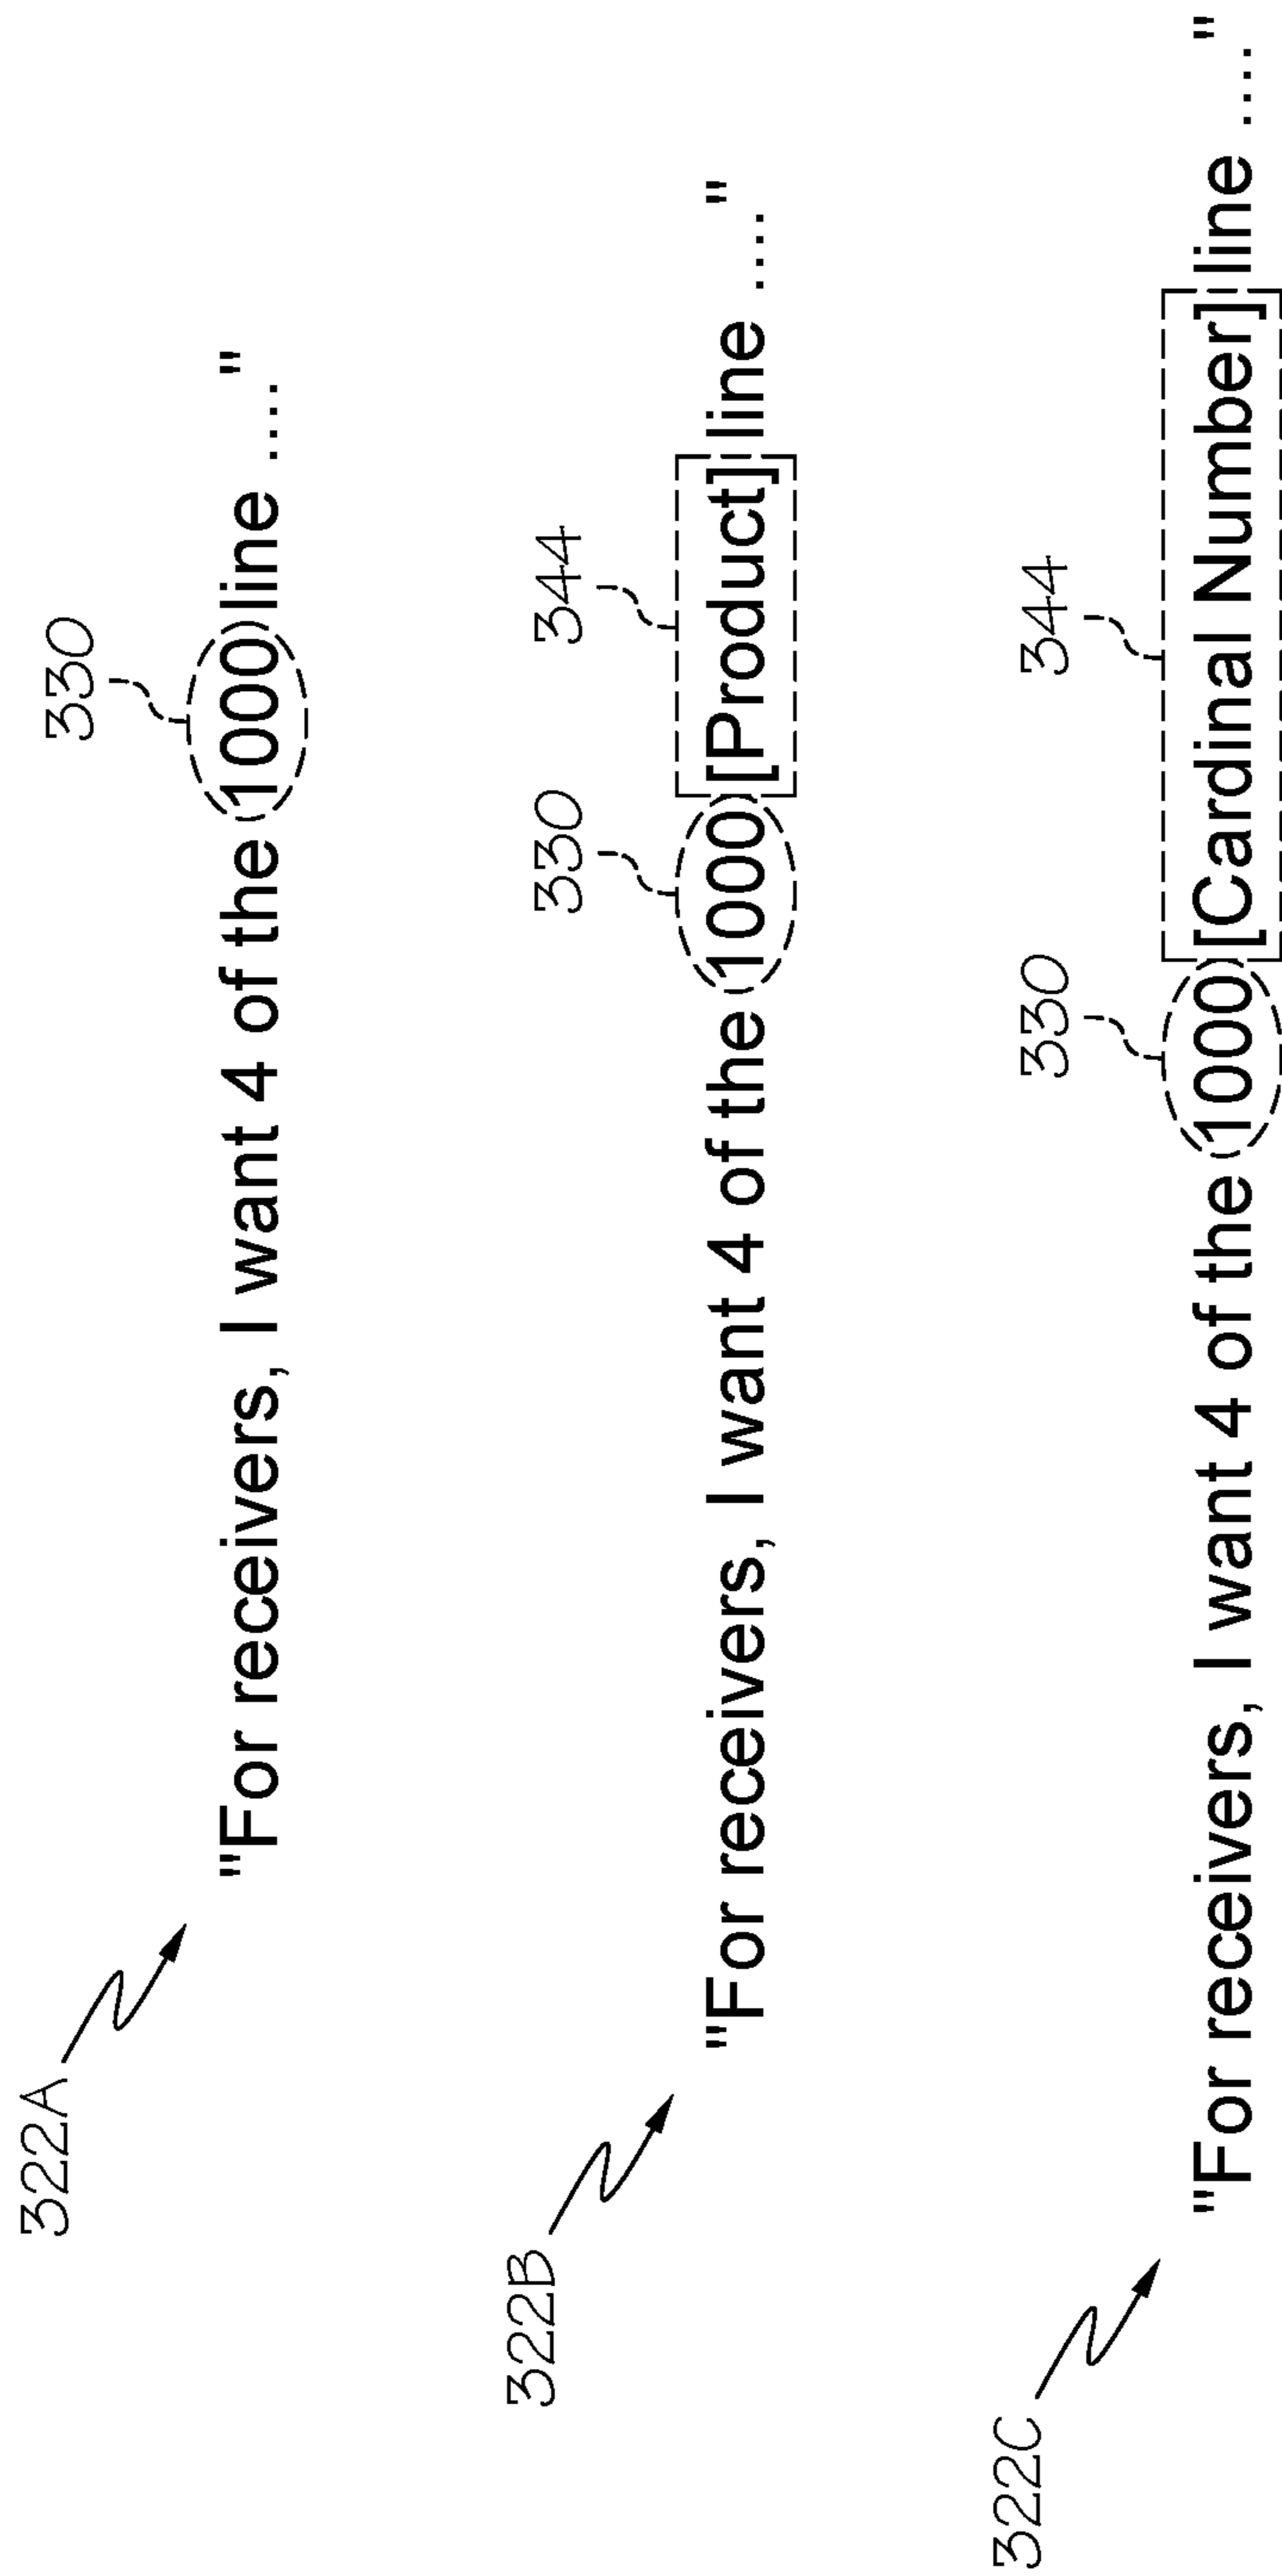 330
322A
"For receivers, I want 4 of the 1000 line ...."
330 344
322B
"For receivers, I want 4 of the 1000 [Product] line ...."
330 344
322C
"For receivers, I want 4 of the 1000 [Cardinal Number] line ...."